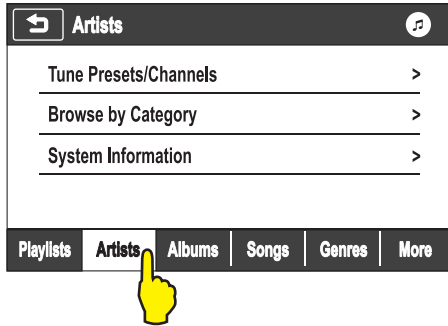 Artists
Tune Presets/Channels >
Browse by Category >
System Information >
Playlists Artists Albums Songs Genres More